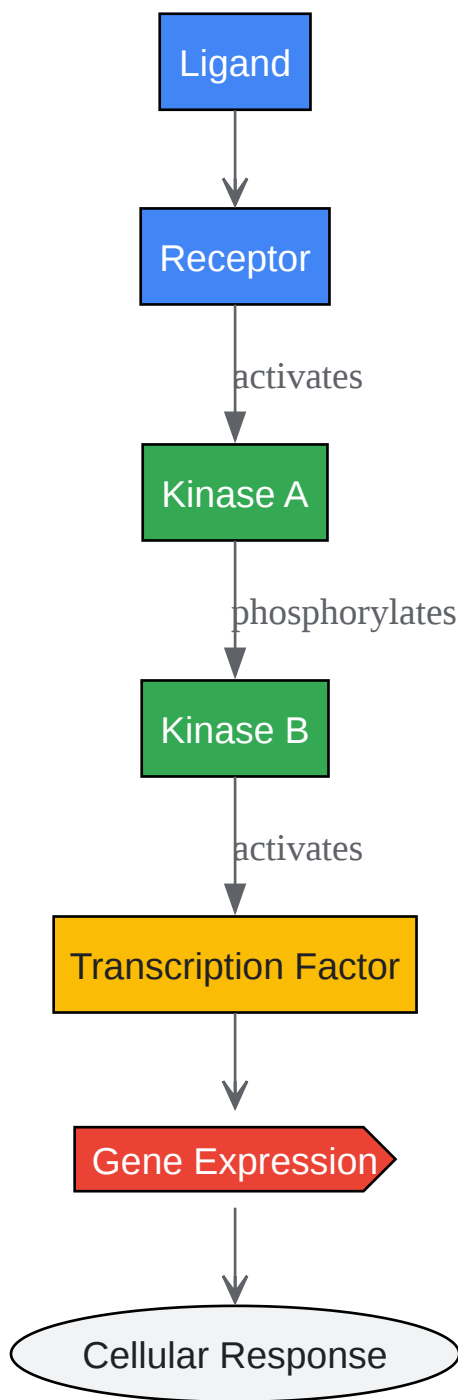 Ligand
Receptor
activates
Kinase A
phosphorylates
Kinase B
activates
Transcription Factor
Gene Expression
Cellular Response